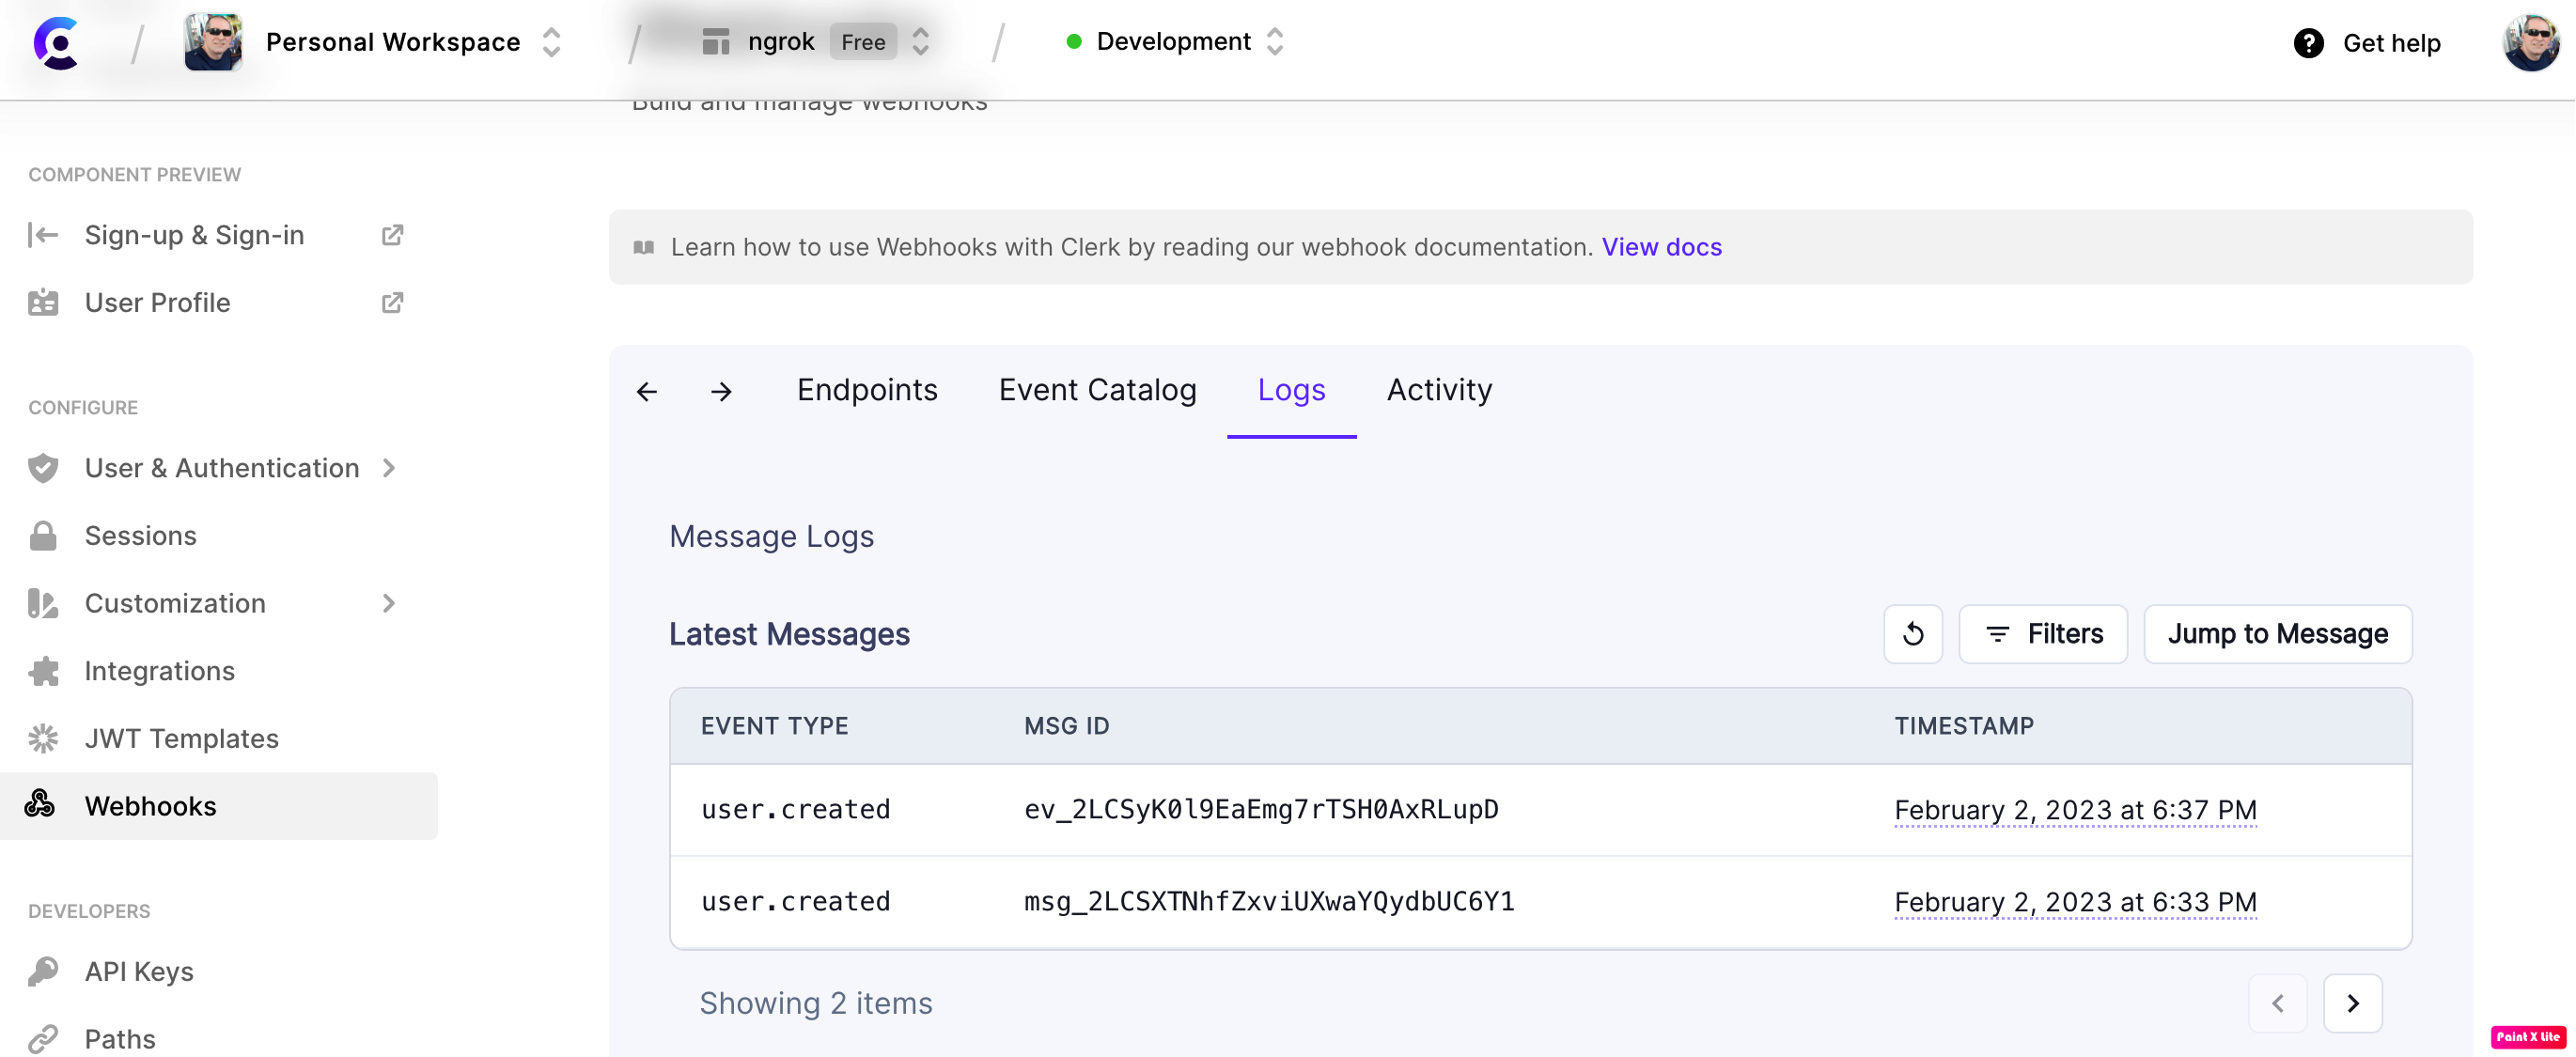 Personal Workspace
ngrok Free
Development
Get help
Build and manage webhooks
COMPONENT PREVIEW
Sign-up & Sign-in
User Profile
CONFIGURE
User & Authentication
Sessions
Customization
Integrations
JWT Templates
Webhooks
DEVELOPERS
API Keys
Paths
Learn how to use Webhooks with Clerk by reading our webhook documentation. View docs
Endpoints Event Catalog Logs Activity
Message Logs
Latest Messages
Filters Jump to Message
EVENT TYPE MSG ID TIMESTAMP
user.created ev_2LCSyK0l9EaEmg7rTSH0AxRLupD February 2, 2023 at 6:37 PM
user.created msg_2LCSXTNhfZxviUXwaYQydbUC6Y1 February 2, 2023 at 6:33 PM
Showing 2 items
Paint X Lite